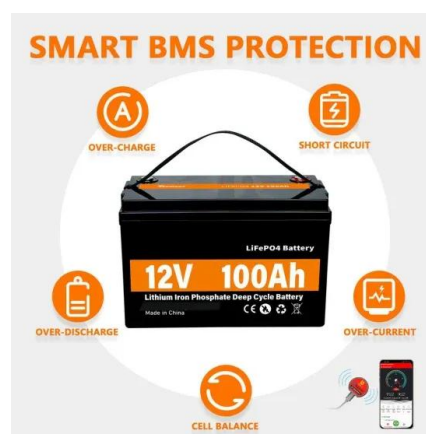 SMART BMS PROTECTION
A
OVER-CHARGE
SHORT CIRCUIT
LiFePO4 Battery
12V 100Ah
Lithium Iron Phosphate Deep Cycle Battery
Made in China
CE
OVER-DISCHARGE
OVER-CURRENT
CELL BALANCE